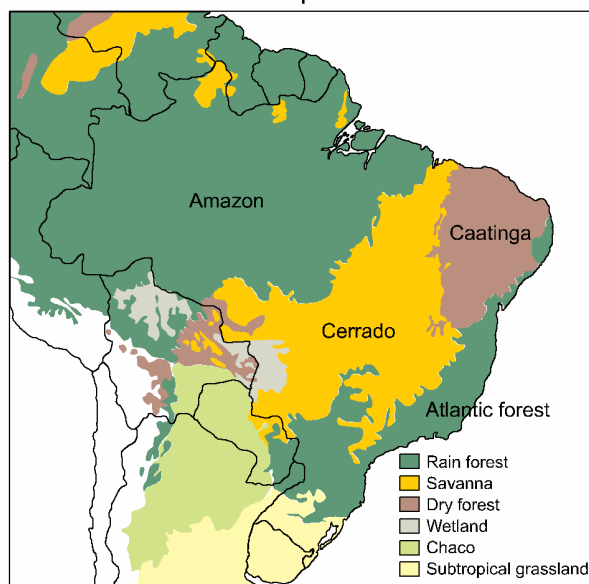 Amazon
Caatinga
Cerrado
Atlantic forest
Rain forest
Savanna
Dry forest
Wetland
Chaco
Subtropical grassland